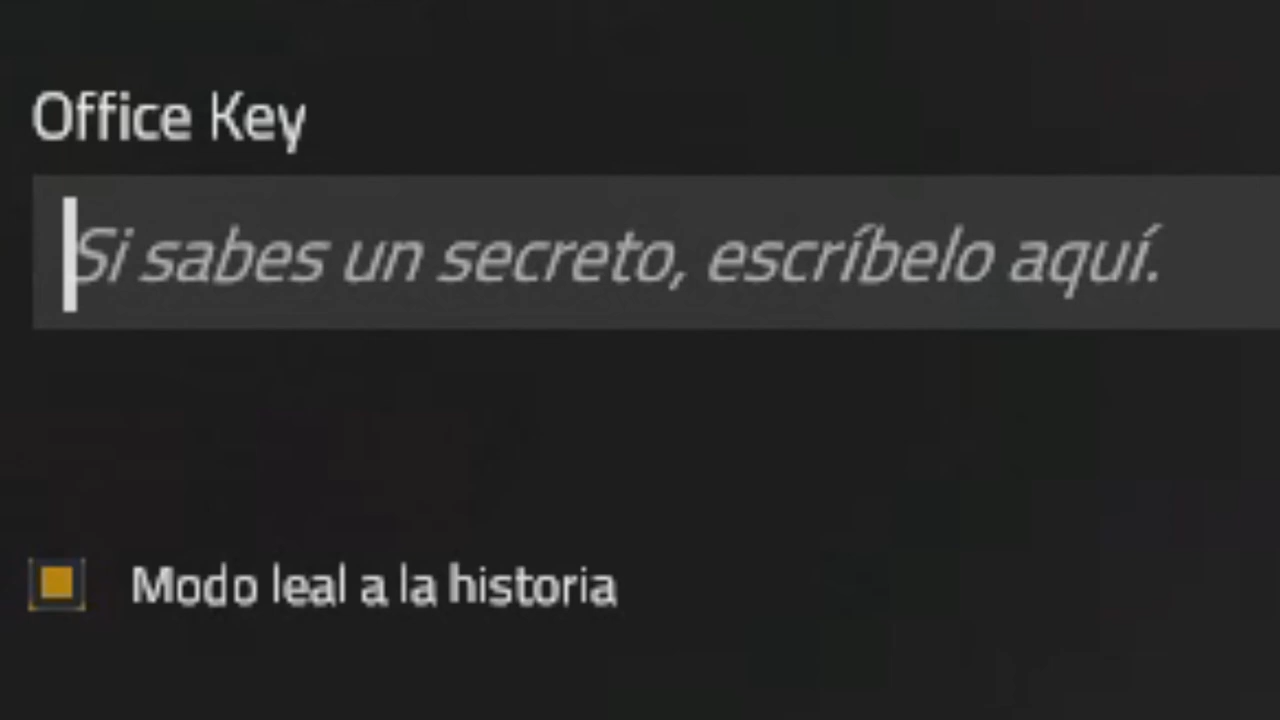 Office Key
Si sabes un secreto, escríbelo aquí.
Modo leal a la historia